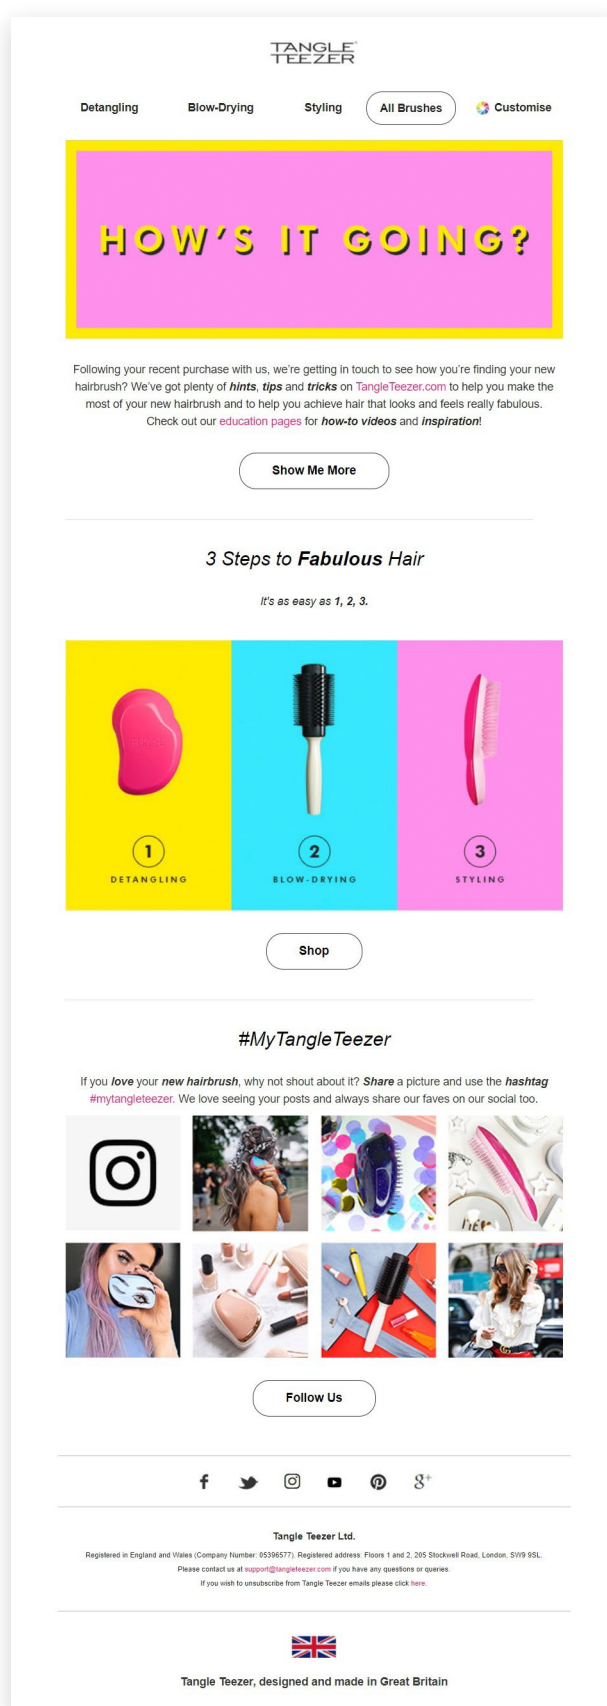 TANGLE
TEEZER
Detangling Blow-Drying Styling All Brushes Customise
HOW'S IT GOING?
Following your recent purchase with us, we're getting in touch to see how you're finding your new
hairbrush? We've got plenty of hints, tips and tricks on TangleTeezer.com to help you make the
most of your new hairbrush and to help you achieve hair that looks and feels really fabulous.
Check out our education pages for how-to videos and inspiration!
Show Me More
3 Steps to Fabulous Hair
It's as easy as 1, 2, 3.
1 2 3
DETANGLING BLOW-DRYING STYLING
Shop
#MyTangleTeezer
If you love your new hairbrush, why not shout about it? Share a picture and use the hashtag
#mytangleteezer. We love seeing your posts and always share our faves on our social too.
Follow Us
Tangle Teezer Ltd.
Registered in England and Wales (Company Number: 05396577). Registered address: Floors 1 and 2, 205 Stockwell Road, London, SW9 9SL.
Please contact us at support@tangleteezer.com if you have any questions or queries.
If you wish to unsubscribe from Tangle Teezer emails please click here.
Tangle Teezer, designed and made in Great Britain